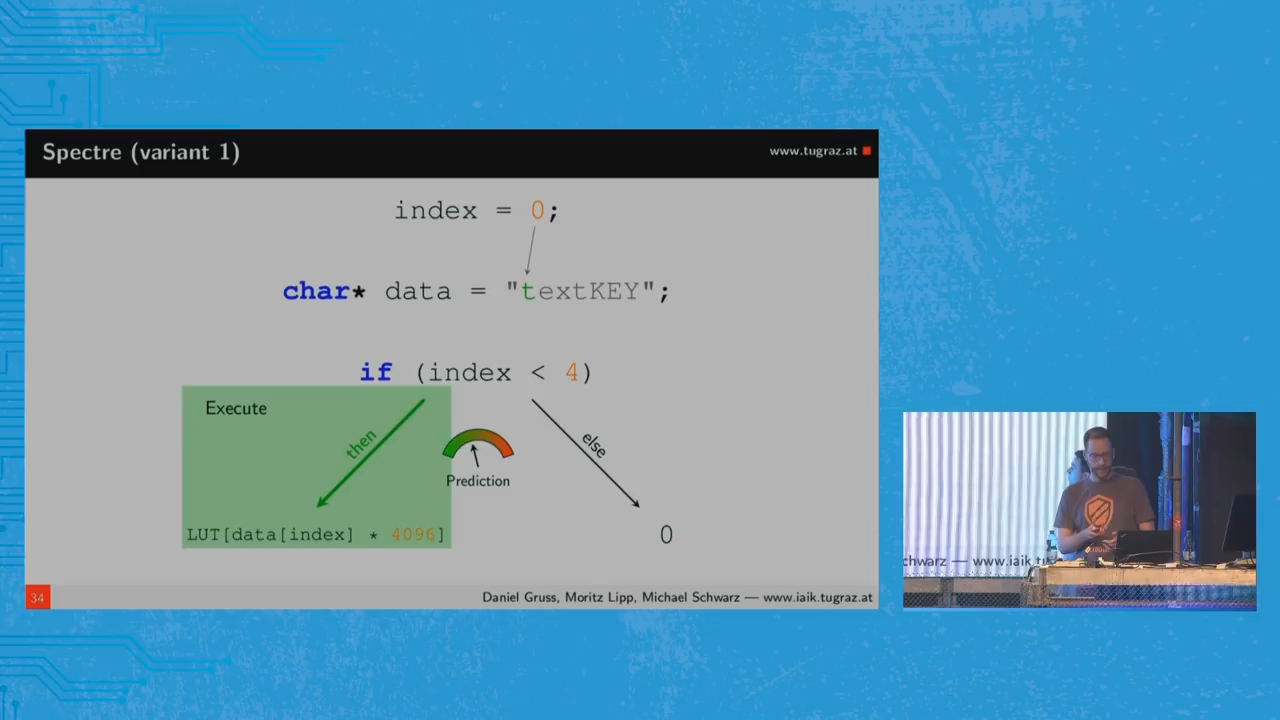 Spectre (variant 1)
www.tugraz.at
index = 0;
char* data = "textKEY";
if (index < 4)
Execute
then
else
Prediction
LUT[data[index] * 4096]
0
34
Daniel Gruss, Moritz Lipp, Michael Schwarz — www.iaik.tugraz.at
chwarz — www.iaik.tu